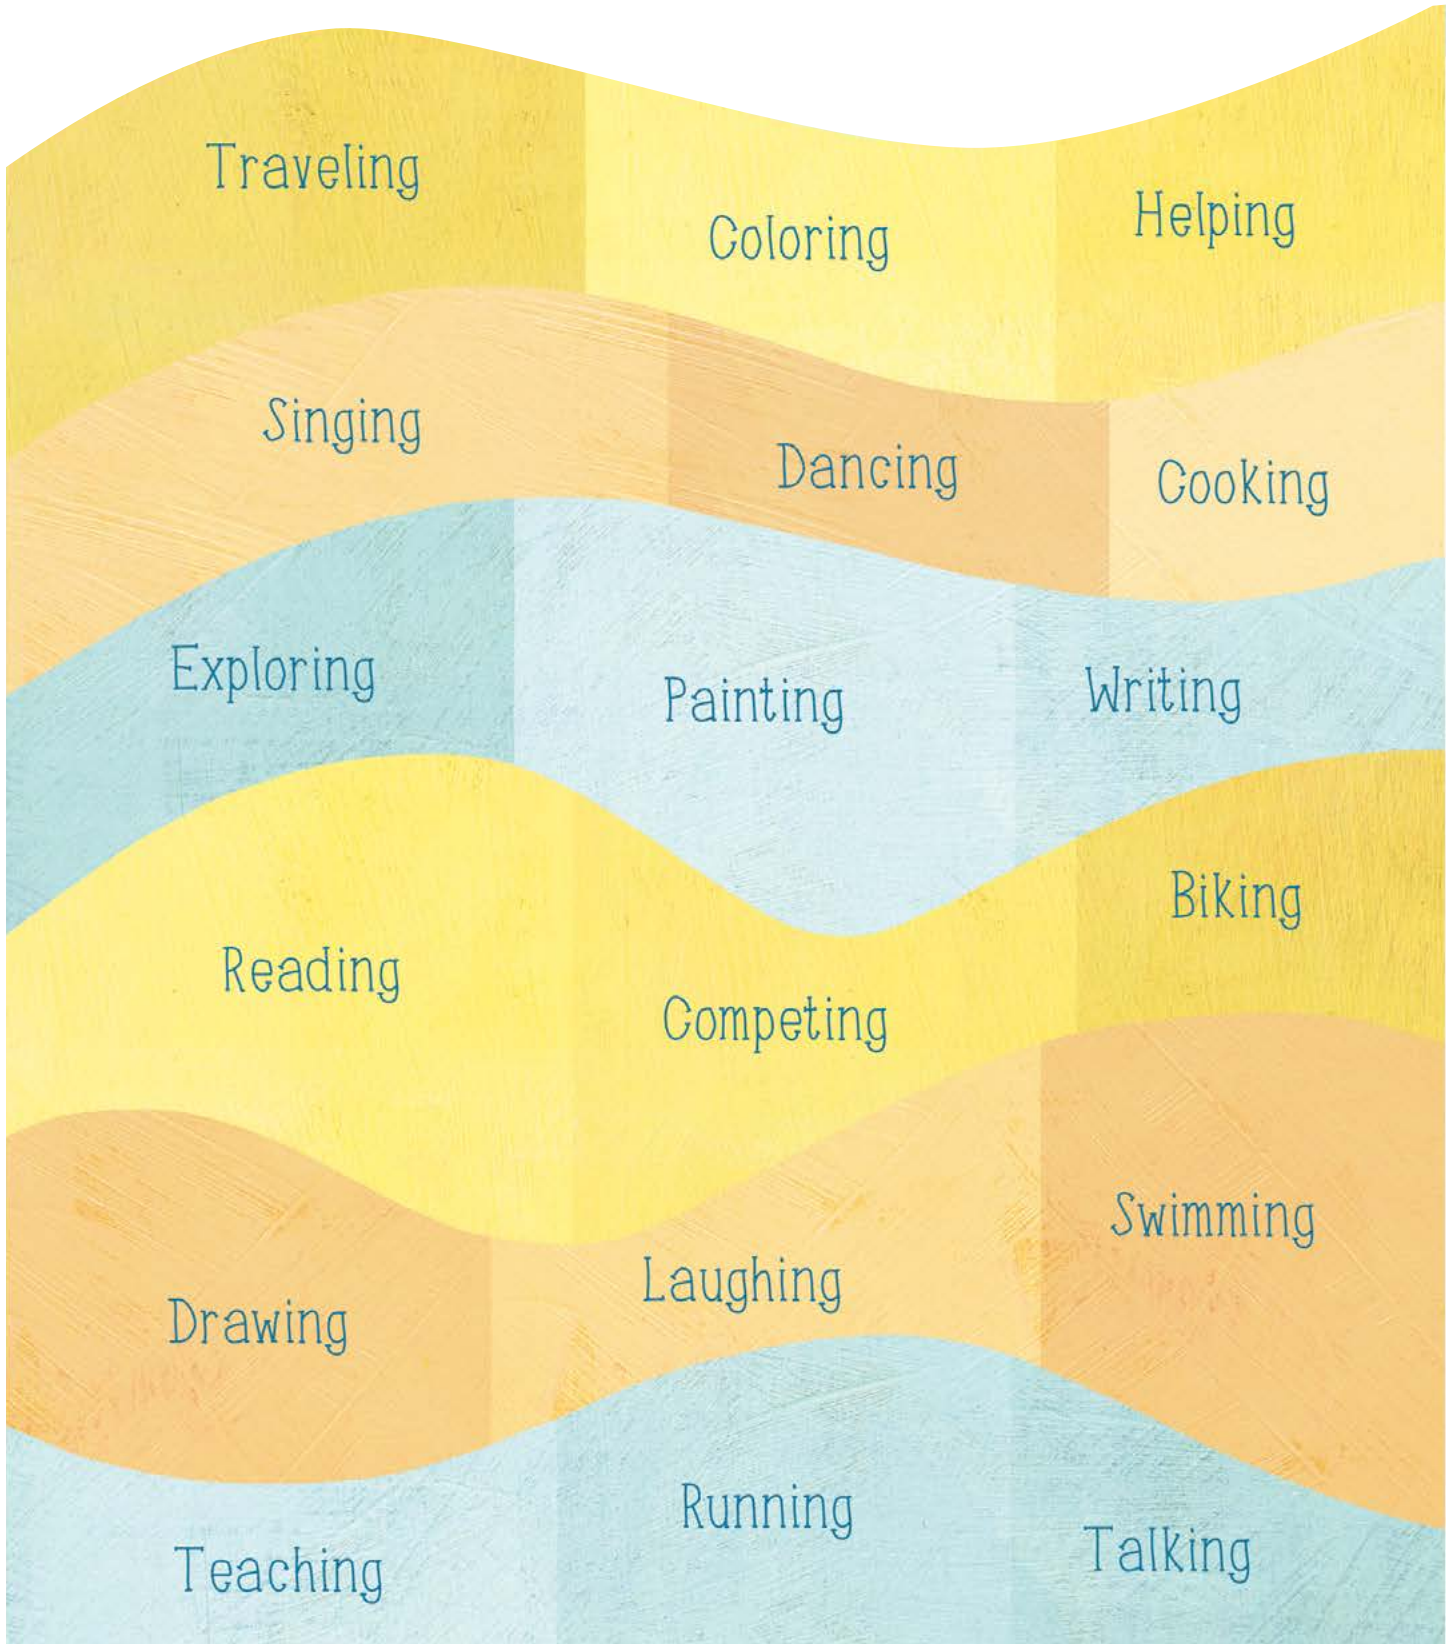 Traveling
Coloring
Helping
Singing
Dancing
Cooking
Exploring
Painting
Writing
Reading
Competing
Biking
Drawing
Laughing
Swimming
Teaching
Running
Talking